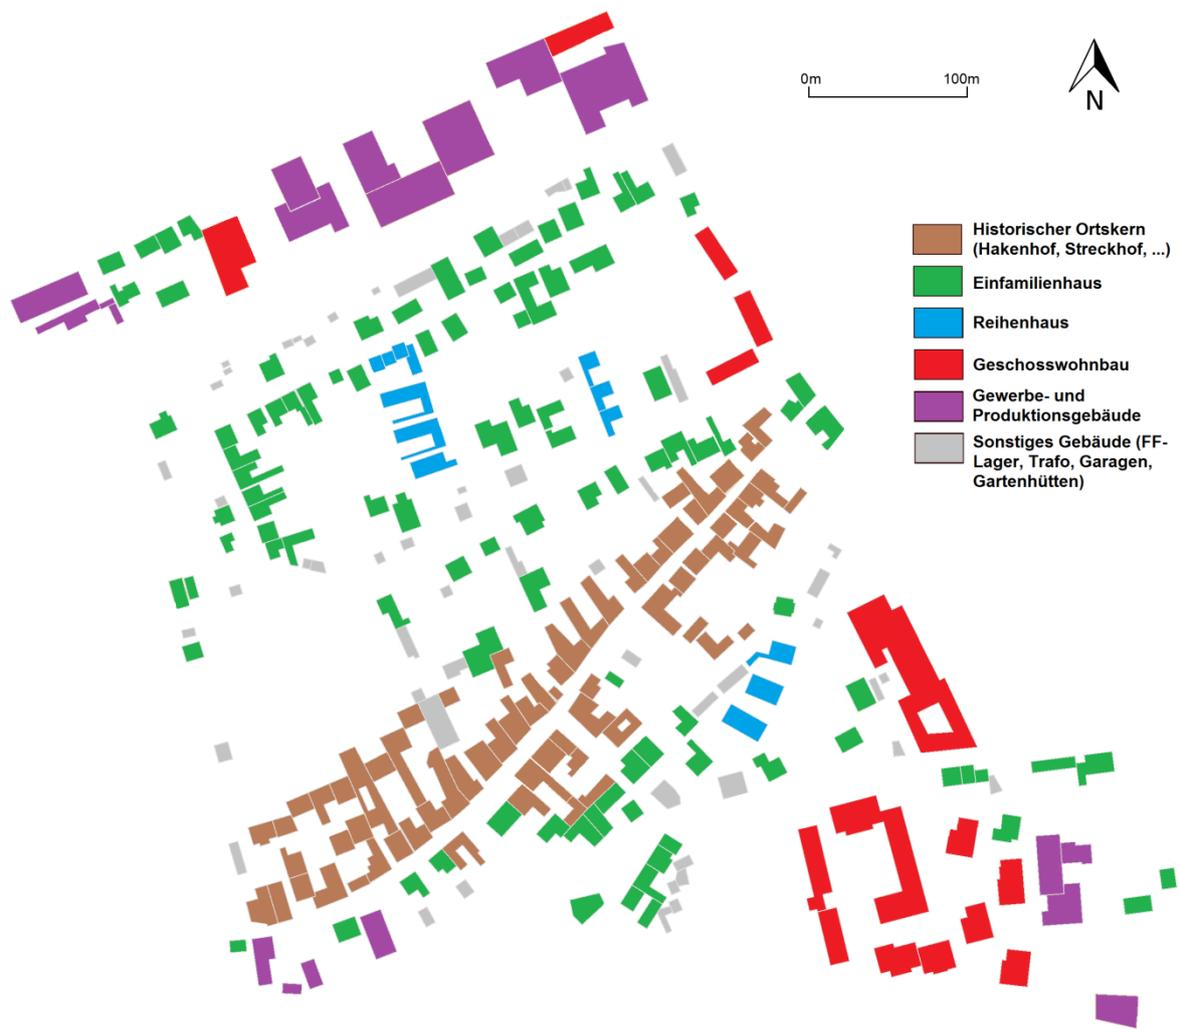 0m 100m
N
Historischer Ortskern
(Hakenhof, Streckhof, ...)
Einfamilienhaus
Reihenhaus
Geschosswohnbau
Gewerbe- und
Produktionsgebäude
Sonstiges Gebäude (FF-
Lager, Trafo, Garagen,
Gartenhütten)